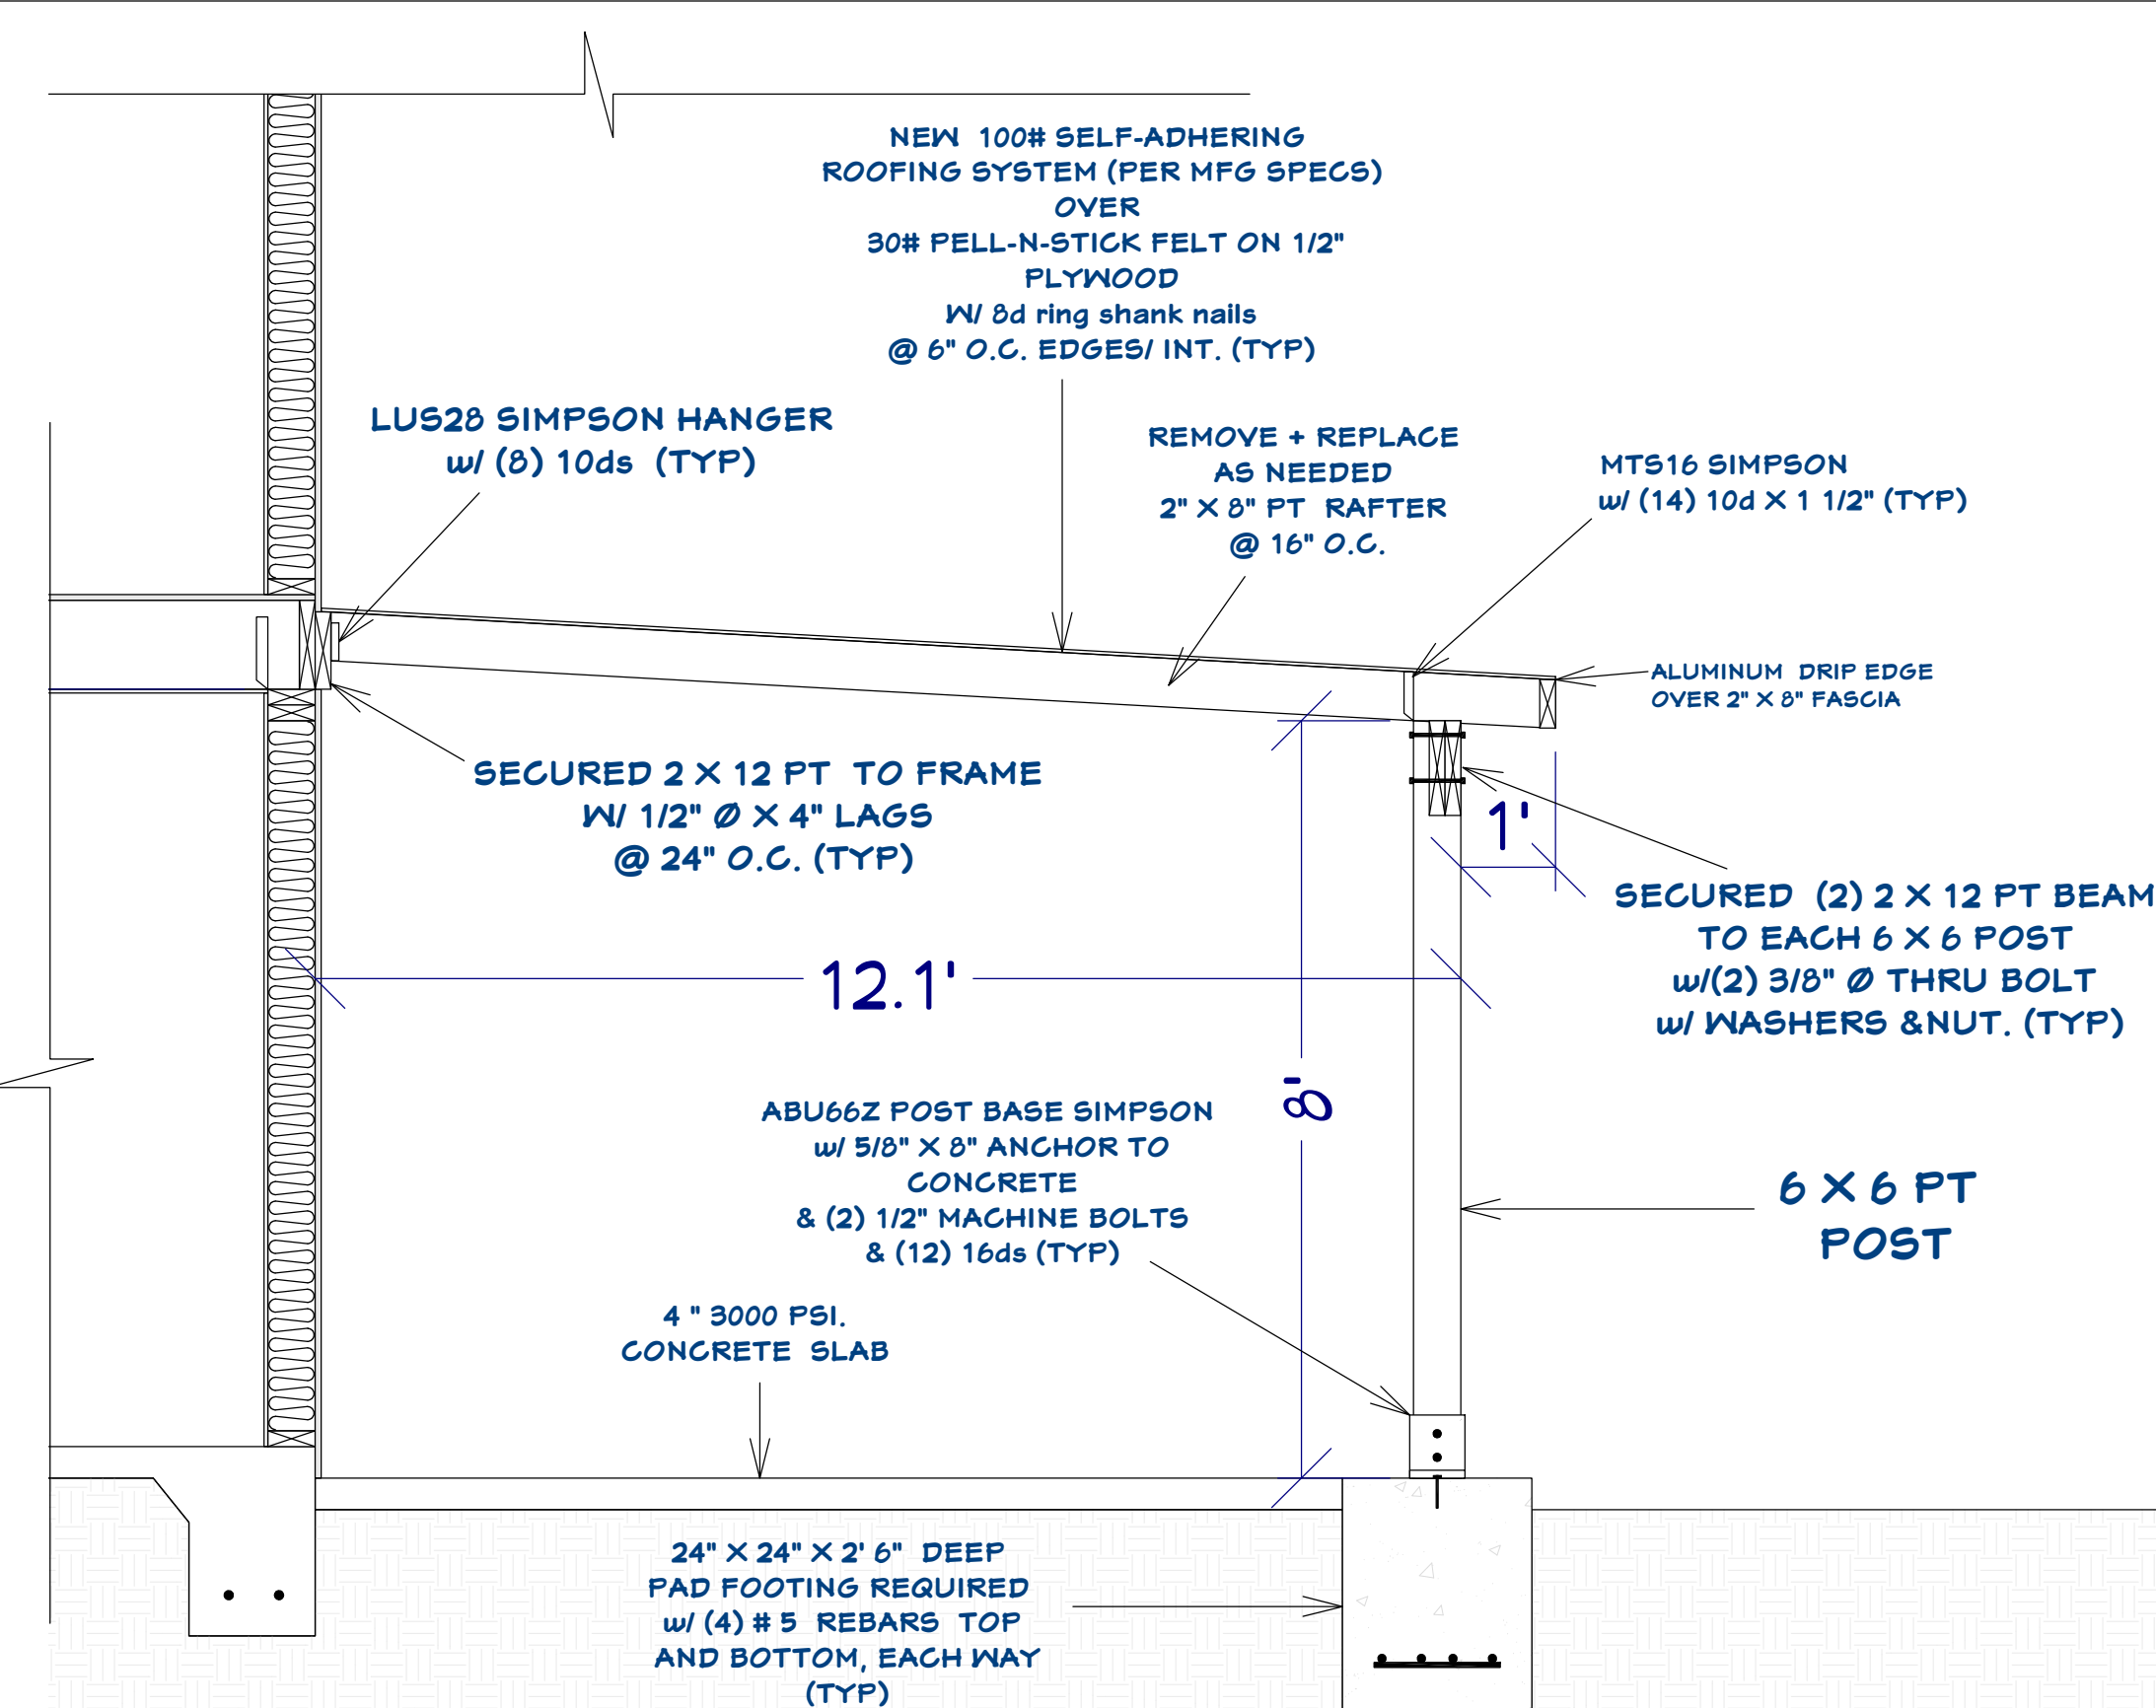 NEW 100# SELF-ADHERING
ROOFING SYSTEM (PER MFG SPECS)
OVER
30# PELL-N-STICK FELT ON 1/2"
PLYWOOD
W/ 8d ring shank nails
@ 6" O.C. EDGES/ INT. (TYP)
LUS28 SIMPSON HANGER
w/ (8) 10ds (TYP)
REMOVE + REPLACE
AS NEEDED
2" X 8" PT RAFTER
@ 16" O.C.
MTS16 SIMPSON
w/ (14) 10d X 1 1/2" (TYP)
ALUMINUM DRIP EDGE
OVER 2" X 8" FASCIA
SECURED 2 X 12 PT TO FRAME
W/ 1/2" Ø X 4" LAGS
@ 24" O.C. (TYP)
1'
SECURED (2) 2 X 12 PT BEAM
TO EACH 6 X 6 POST
w/(2) 3/8" Ø THRU BOLT
w/ WASHERS &NUT. (TYP)
12.1'
8'
ABU66Z POST BASE SIMPSON
w/ 5/8" X 8" ANCHOR TO
CONCRETE
& (2) 1/2" MACHINE BOLTS
& (12) 16ds (TYP)
6 X 6 PT
POST
4 " 3000 PSI.
CONCRETE SLAB
24" X 24" X 2' 6" DEEP
PAD FOOTING REQUIRED
w/ (4) # 5 REBARS TOP
AND BOTTOM, EACH WAY
(TYP)